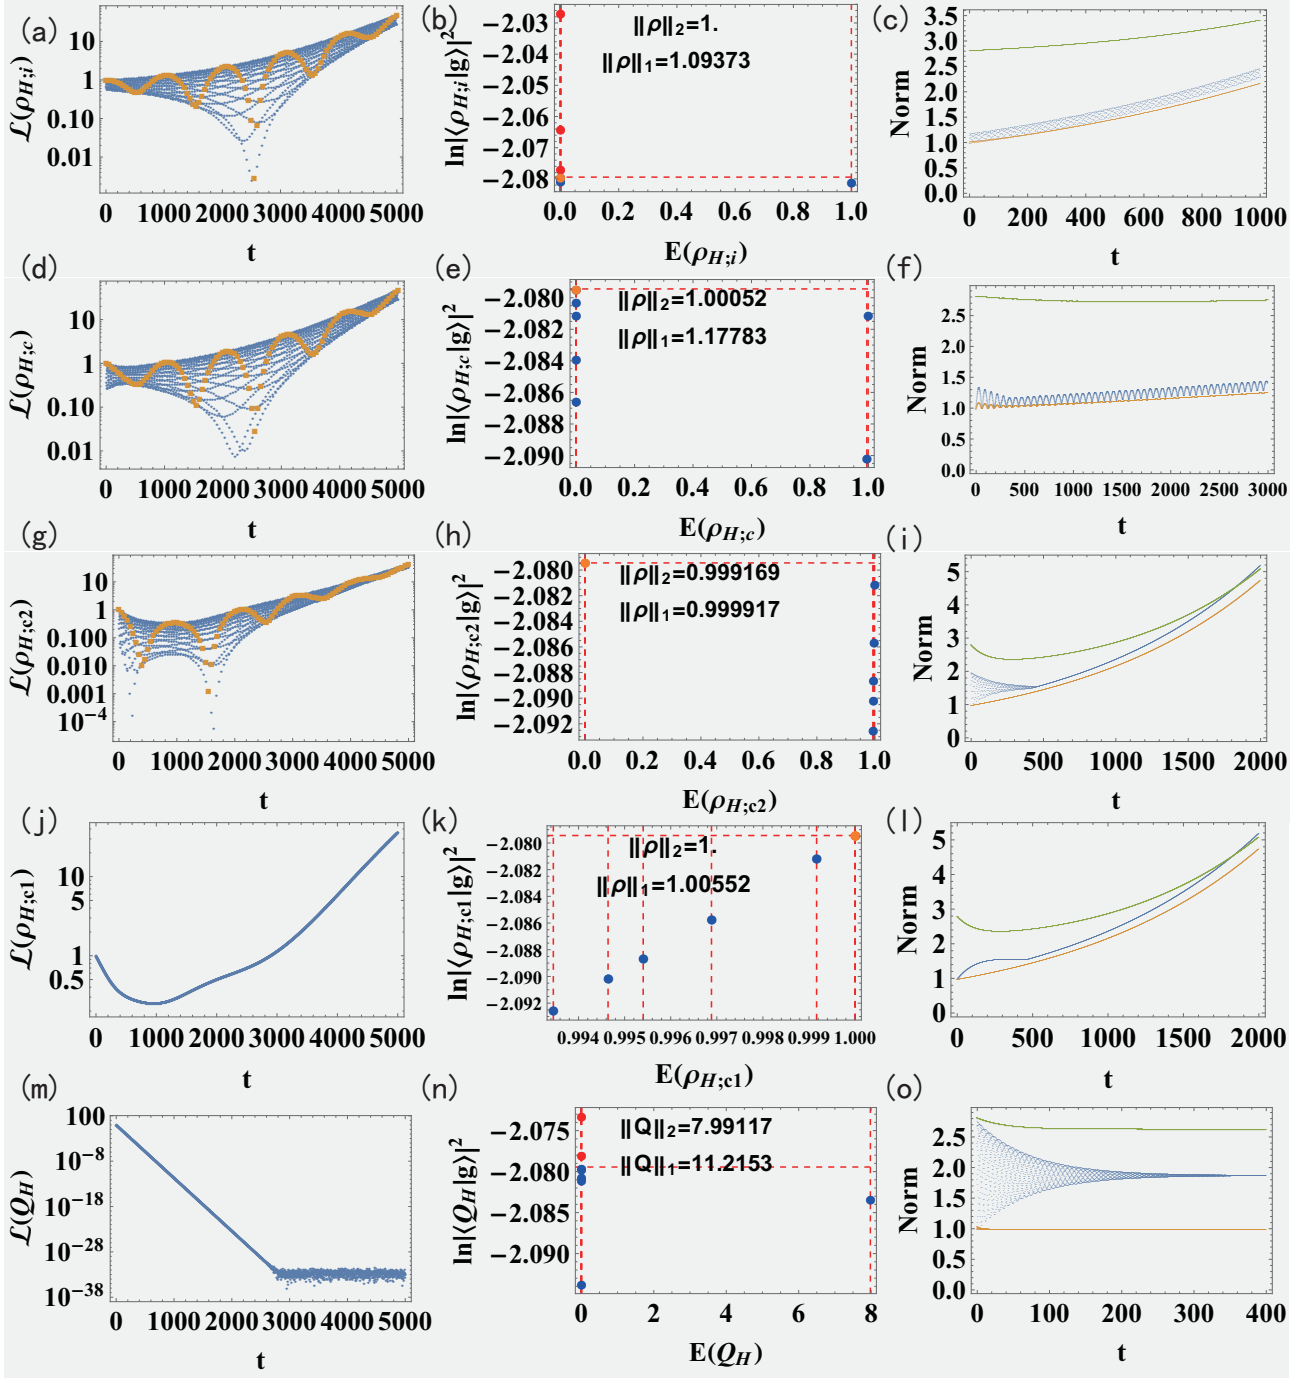 (a)
ℒ(ρH;i)
10
1
0.10
0.01
0 1000 2000 3000 4000 5000
t
(b)
ln|⟨ρH;i|g⟩|²
−2.03
−2.04
−2.05
−2.06
−2.07
−2.08
‖ρ‖₂=1.
‖ρ‖₁=1.09373
0.0 0.2 0.4 0.6 0.8 1.0
E(ρH;i)
(c)
Norm
3.5
3.0
2.5
2.0
1.5
1.0
0.5
0.0
0 200 400 600 800 1000
t
(d)
ℒ(ρH;c)
10
1
0.10
0.01
0 1000 2000 3000 4000 5000
t
(e)
ln|⟨ρH;c|g⟩|²
−2.080
−2.082
−2.084
−2.086
−2.088
−2.090
‖ρ‖₂=1.00052
‖ρ‖₁=1.17783
0.0 0.2 0.4 0.6 0.8 1.0
E(ρH;c)
(f)
Norm
2.5
2.0
1.5
1.0
0.5
0.0
0 500 1000 1500 2000 2500 3000
t
(g)
ℒ(ρH;c2)
10
1
0.100
0.010
0.001
10⁻⁴
0 1000 2000 3000 4000 5000
t
(h)
ln|⟨ρH;c2|g⟩|²
−2.080
−2.082
−2.084
−2.086
−2.088
−2.090
−2.092
‖ρ‖₂=0.999169
‖ρ‖₁=0.999917
0.0 0.2 0.4 0.6 0.8 1.0
E(ρH;c2)
(i)
Norm
5
4
3
2
1
0
0 500 1000 1500 2000
t
(j)
ℒ(ρH;c1)
10
5
1
0.5
0 1000 2000 3000 4000 5000
t
(k)
ln|⟨ρH;c1|g⟩|²
−2.080
−2.082
−2.084
−2.086
−2.088
−2.090
−2.092
‖ρ‖₂=1.
‖ρ‖₁=1.00552
0.994 0.995 0.996 0.997 0.998 0.999 1.000
E(ρH;c1)
(l)
Norm
5
4
3
2
1
0
0 500 1000 1500 2000
t
(m)
ℒ(QH)
100
10⁻⁸
10⁻¹⁸
10⁻²⁸
10⁻³⁸
0 1000 2000 3000 4000 5000
t
(n)
ln|⟨QH|g⟩|²
−2.075
−2.080
−2.085
−2.090
‖Q‖₂=7.99117
‖Q‖₁=11.2153
0 2 4 6 8
E(QH)
(o)
Norm
2.5
2.0
1.5
1.0
0.5
0.0
0 100 200 300 400
t